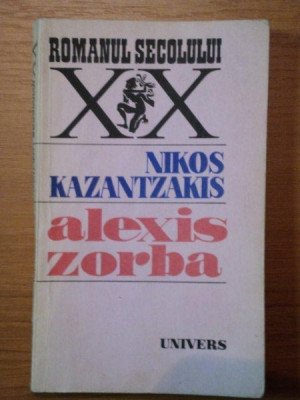 ROMANUL SECOLULUI
XX
NIKOS
KAZANTZAKIS
alexis
zorba
UNIVERS